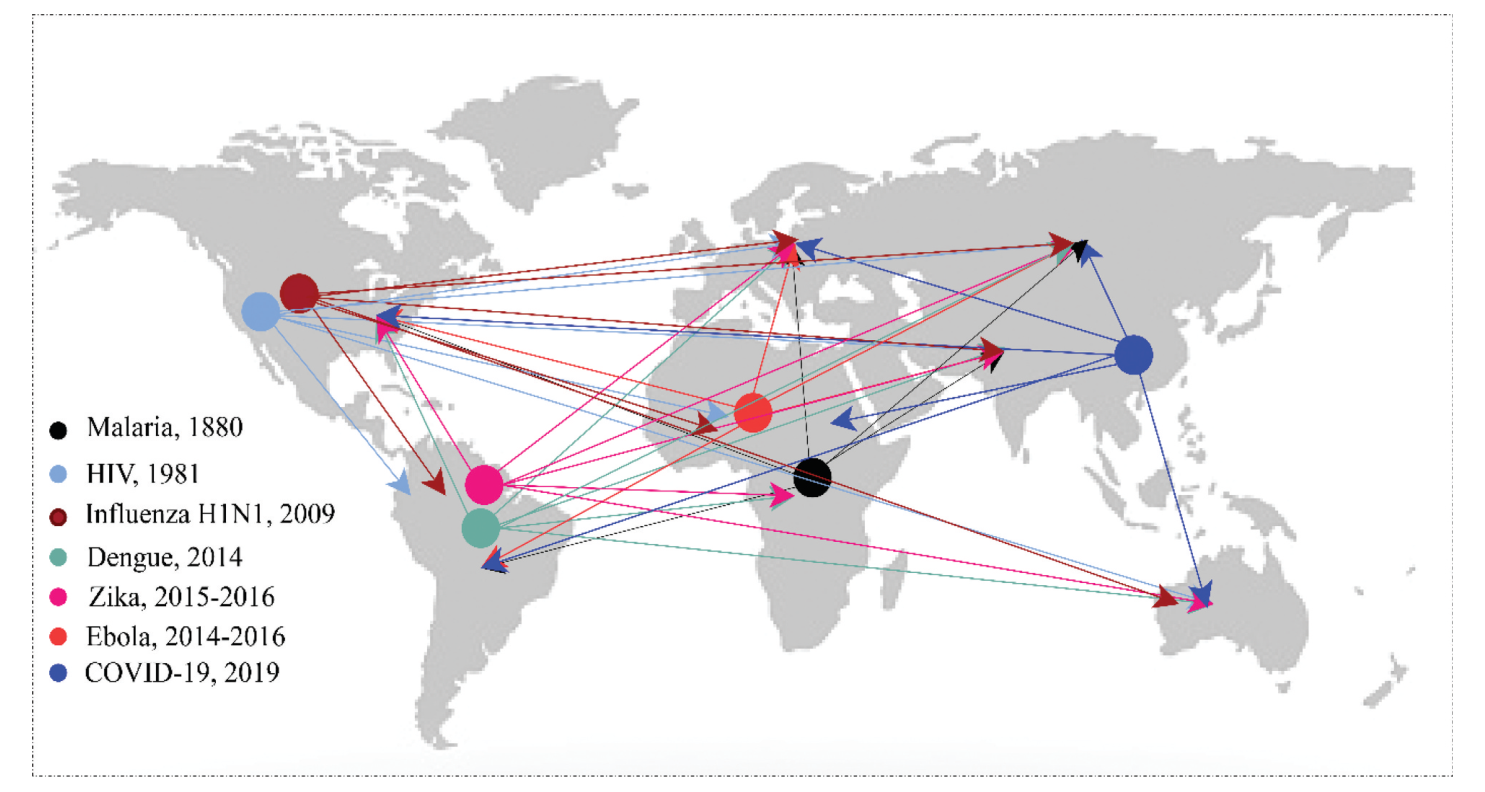 Malaria, 1880
HIV, 1981
Influenza H1N1, 2009
Dengue, 2014
Zika, 2015-2016
Ebola, 2014-2016
COVID-19, 2019